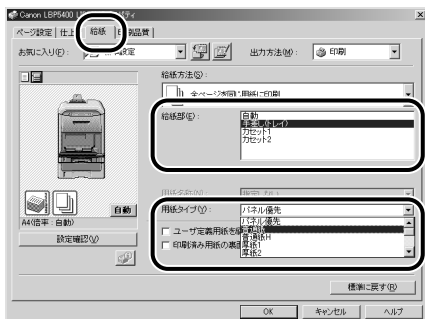 Canon LBP5400
ページ設定 仕上 給紙 印刷品質
お気に入り(F): 設定 出力方法(M): 印刷
給紙方法(S):
全ページを同じ用紙に印刷
給紙部(E): 自動
手差し(トレイ)
カセット1
カセット2
用紙タイプ(Y): パネル優先
パネル優先
普通紙
普通紙H
厚紙1
厚紙2
自動
A4(倍率:自動)
設定確認(V)
ユーザ定義用紙を
印刷済み用紙の裏面
標準に戻す(R)
OK キャンセル ヘルプ